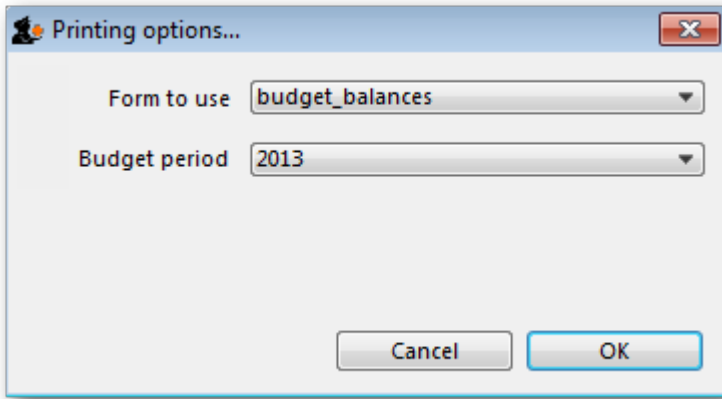 Printing options...
Form to use budget_balances
Budget period 2013
Cancel OK